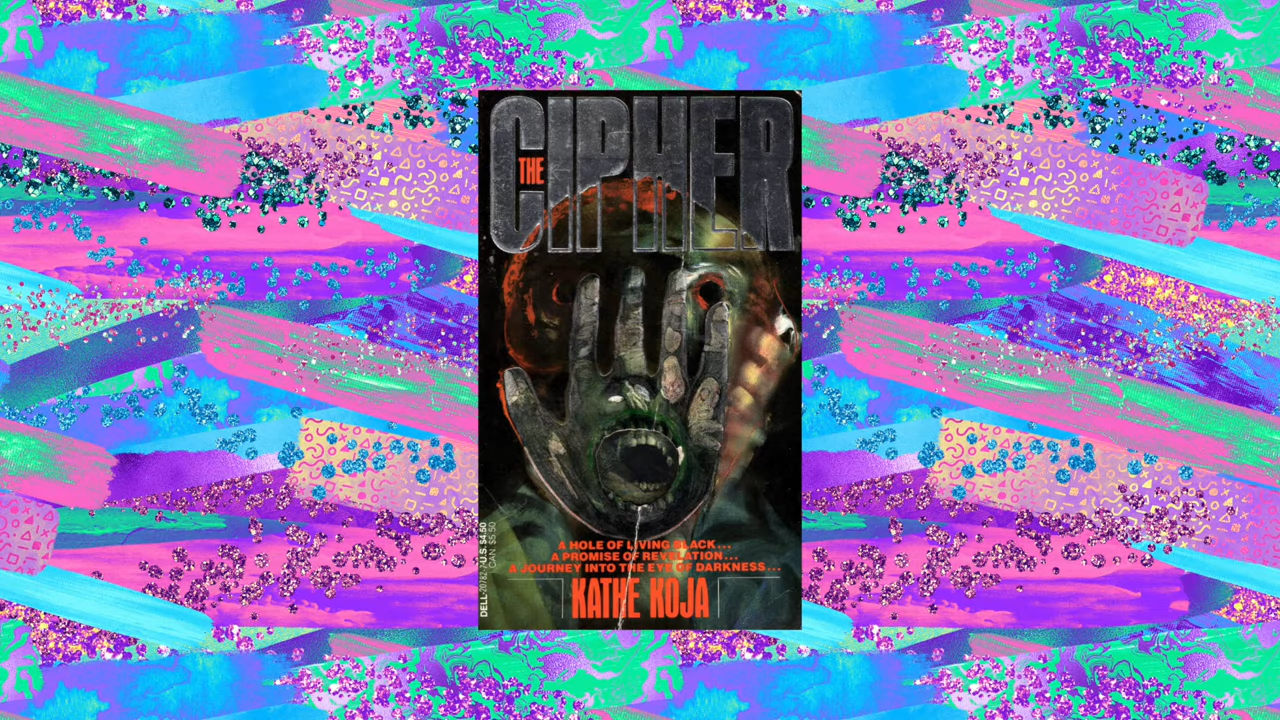 THE
CIPHER
A HOLE OF LIVING BLACK...
A PROMISE OF REVELATION...
A JOURNEY INTO THE EYE OF DARKNESS...
KATHE KOJA
U.S. $4.50
CAN. $5.50